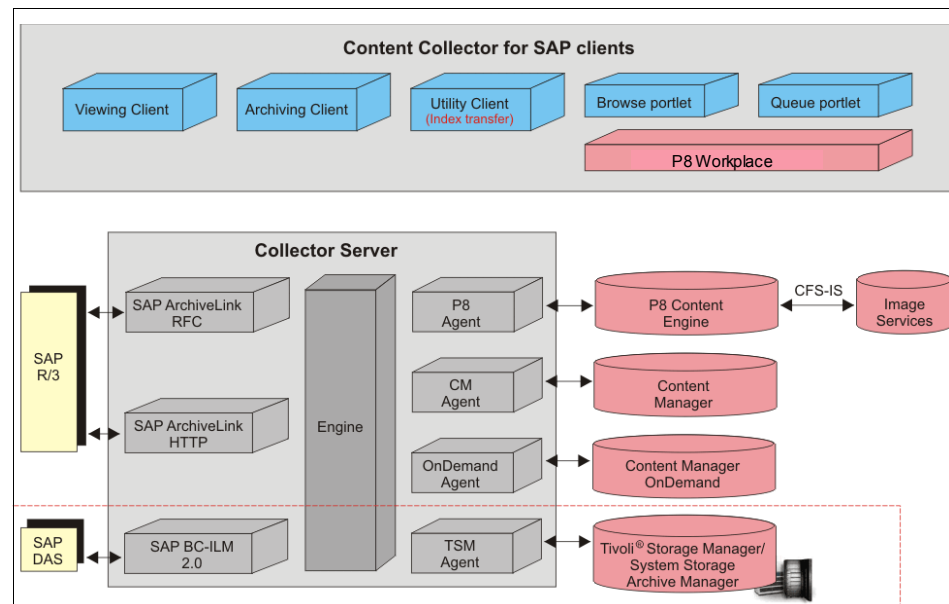 Content Collector for SAP clients
Viewing Client
Archiving Client
Utility Client
(Index transfer)
Browse portlet
Queue portlet
P8 Workplace
Collector Server
SAP
R/3
SAP ArchiveLink
RFC
SAP ArchiveLink
HTTP
Engine
P8
Agent
P8 Content
Engine
CFS-IS
Image
Services
CM
Agent
Content
Manager
OnDemand
Agent
Content Manager
OnDemand
SAP
DAS
SAP BC-ILM
2.0
TSM
Agent
Tivoli® Storage Manager/
System Storage
Archive Manager